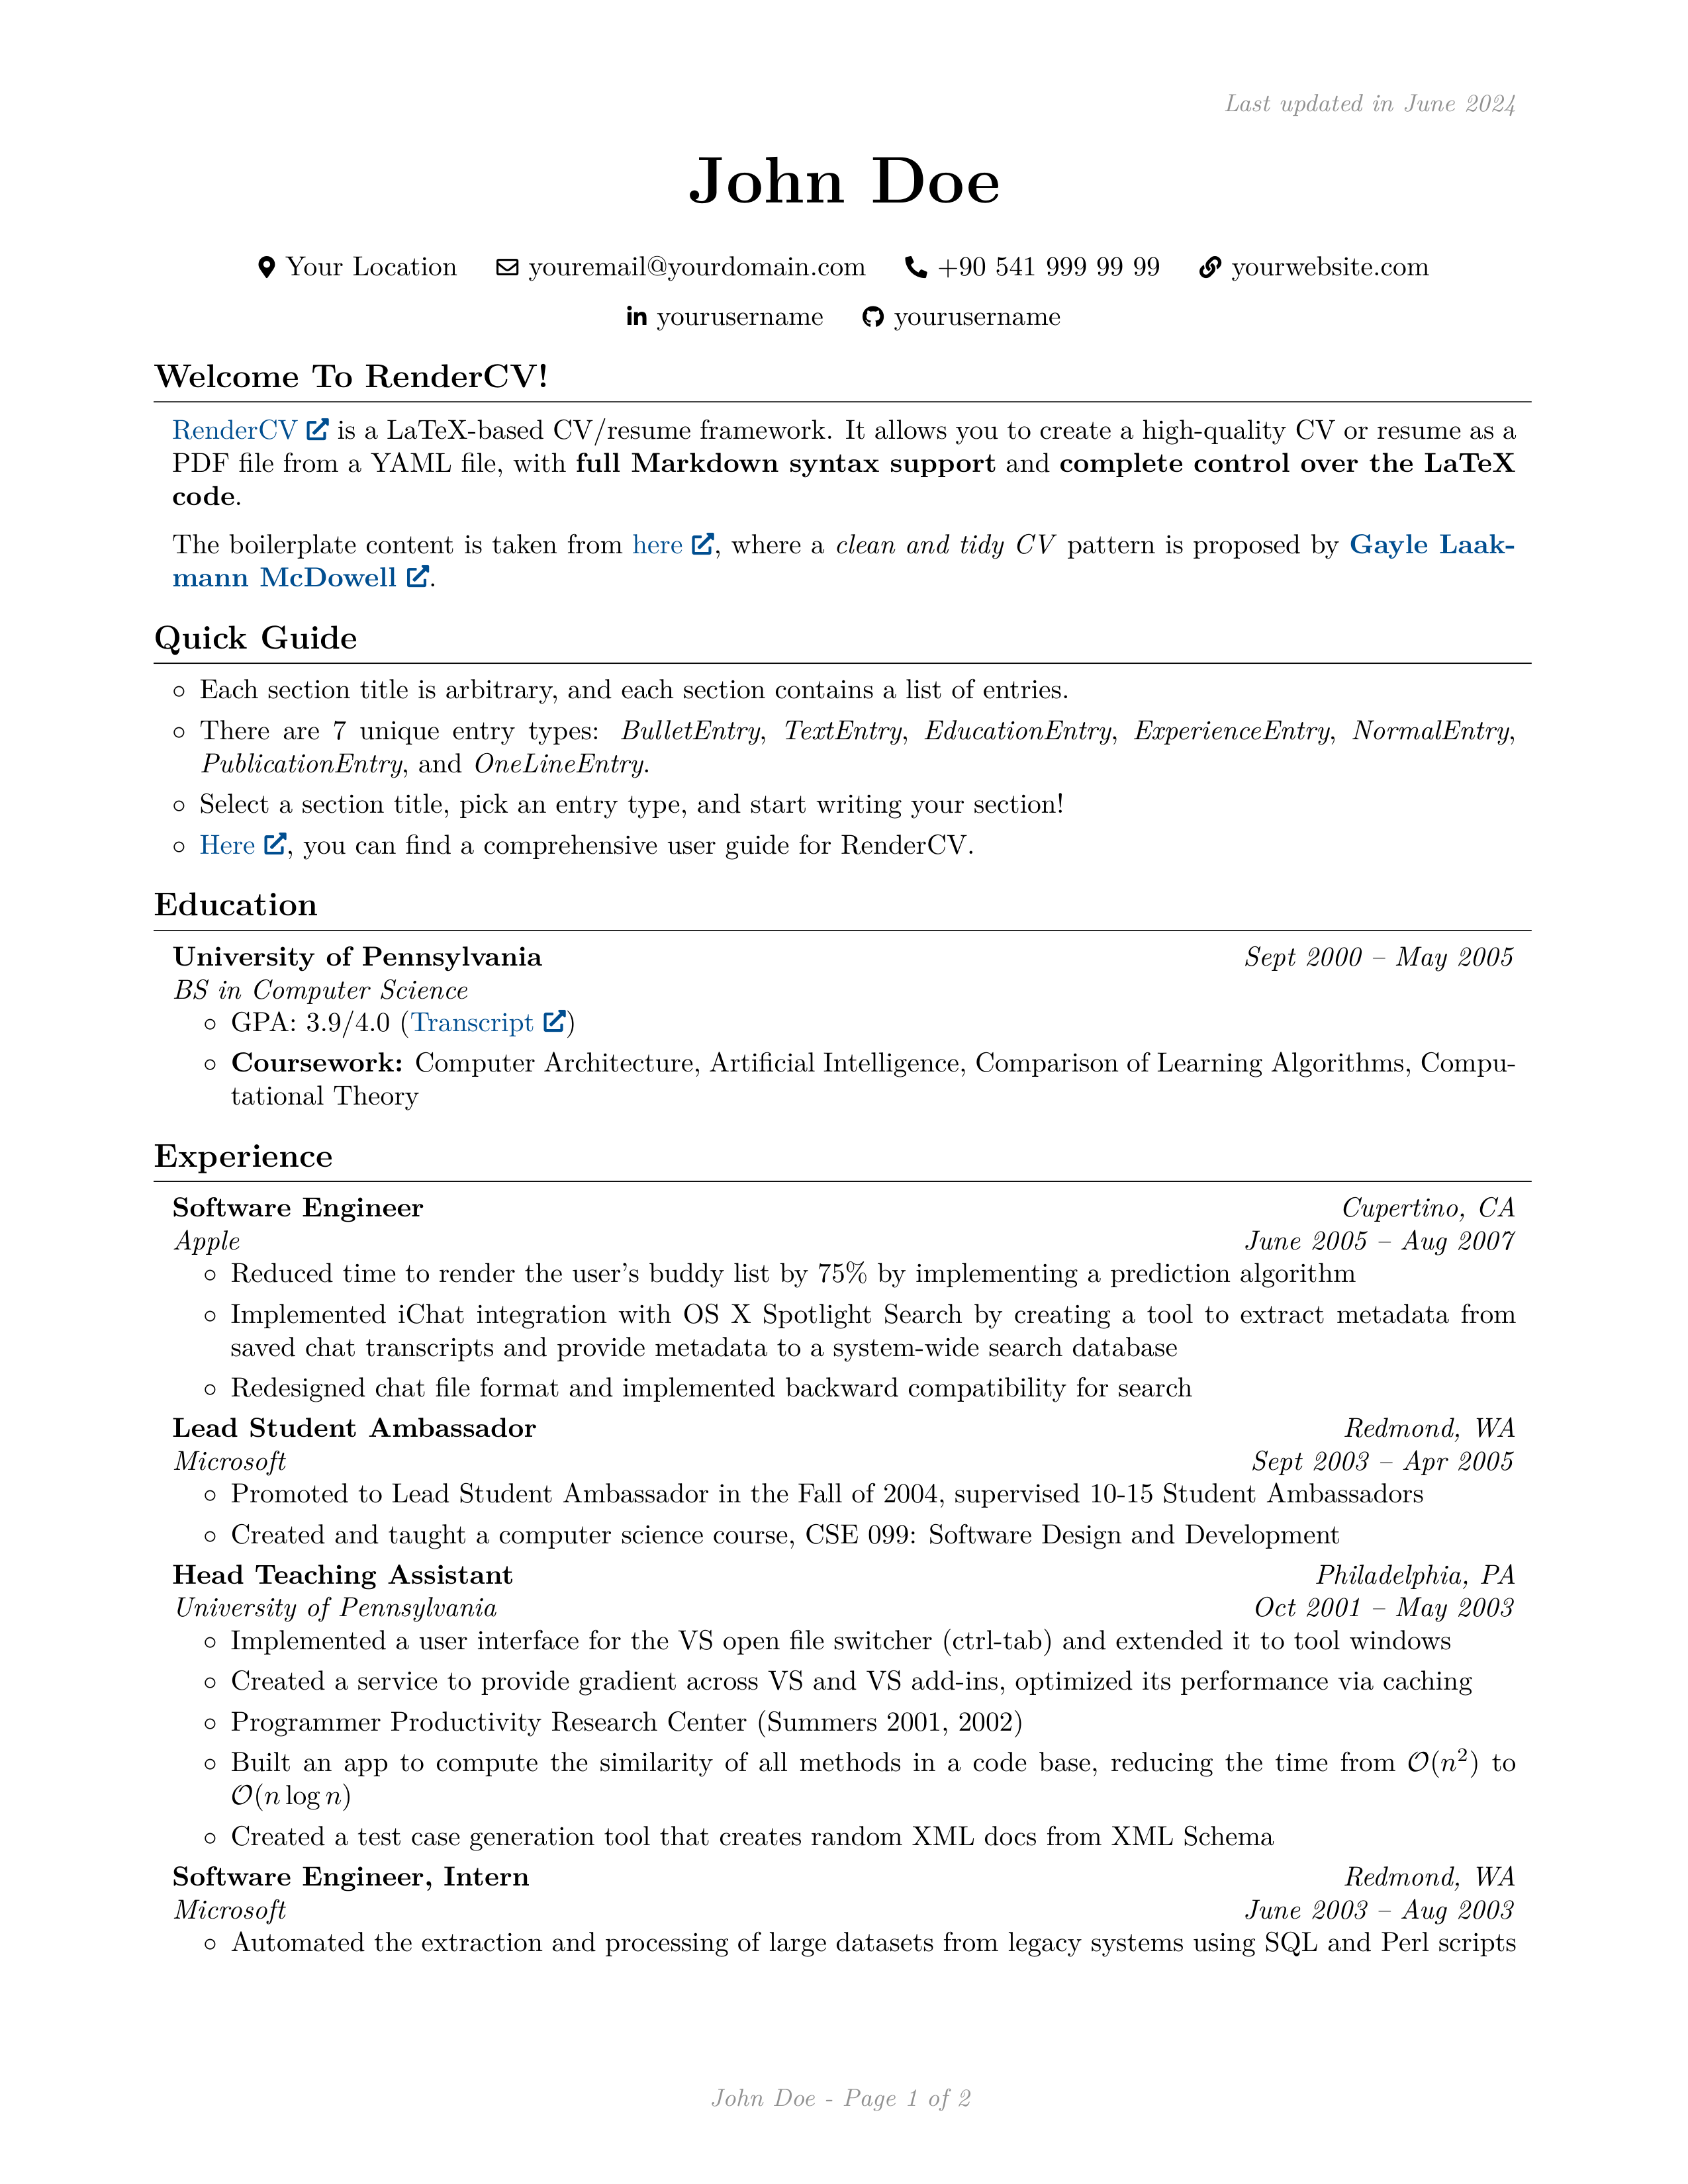 Last updated in June 2024
John Doe
Your Location youremail@yourdomain.com +90 541 999 99 99 yourwebsite.com
yourusername yourusername
Welcome To RenderCV!
RenderCV is a LaTeX-based CV/resume framework. It allows you to create a high-quality CV or resume as a
PDF file from a YAML file, with full Markdown syntax support and complete control over the LaTeX
code.
The boilerplate content is taken from here, where a clean and tidy CV pattern is proposed by Gayle Laak-
mann McDowell.
Quick Guide
◦ Each section title is arbitrary, and each section contains a list of entries.
◦ There are 7 unique entry types: BulletEntry, TextEntry, EducationEntry, ExperienceEntry, NormalEntry,
PublicationEntry, and OneLineEntry.
◦ Select a section title, pick an entry type, and start writing your section!
◦ Here, you can find a comprehensive user guide for RenderCV.
Education
University of Pennsylvania Sept 2000 – May 2005
BS in Computer Science
◦ GPA: 3.9/4.0 (Transcript)
◦ Coursework: Computer Architecture, Artificial Intelligence, Comparison of Learning Algorithms, Compu-
tational Theory
Experience
Software Engineer Cupertino, CA
Apple June 2005 – Aug 2007
◦ Reduced time to render the user's buddy list by 75% by implementing a prediction algorithm
◦ Implemented iChat integration with OS X Spotlight Search by creating a tool to extract metadata from
saved chat transcripts and provide metadata to a system-wide search database
◦ Redesigned chat file format and implemented backward compatibility for search
Lead Student Ambassador Redmond, WA
Microsoft Sept 2003 – Apr 2005
◦ Promoted to Lead Student Ambassador in the Fall of 2004, supervised 10-15 Student Ambassadors
◦ Created and taught a computer science course, CSE 099: Software Design and Development
Head Teaching Assistant Philadelphia, PA
University of Pennsylvania Oct 2001 – May 2003
◦ Implemented a user interface for the VS open file switcher (ctrl-tab) and extended it to tool windows
◦ Created a service to provide gradient across VS and VS add-ins, optimized its performance via caching
◦ Programmer Productivity Research Center (Summers 2001, 2002)
◦ Built an app to compute the similarity of all methods in a code base, reducing the time from 𝒪(n²) to
𝒪(n log n)
◦ Created a test case generation tool that creates random XML docs from XML Schema
Software Engineer, Intern Redmond, WA
Microsoft June 2003 – Aug 2003
◦ Automated the extraction and processing of large datasets from legacy systems using SQL and Perl scripts
John Doe - Page 1 of 2